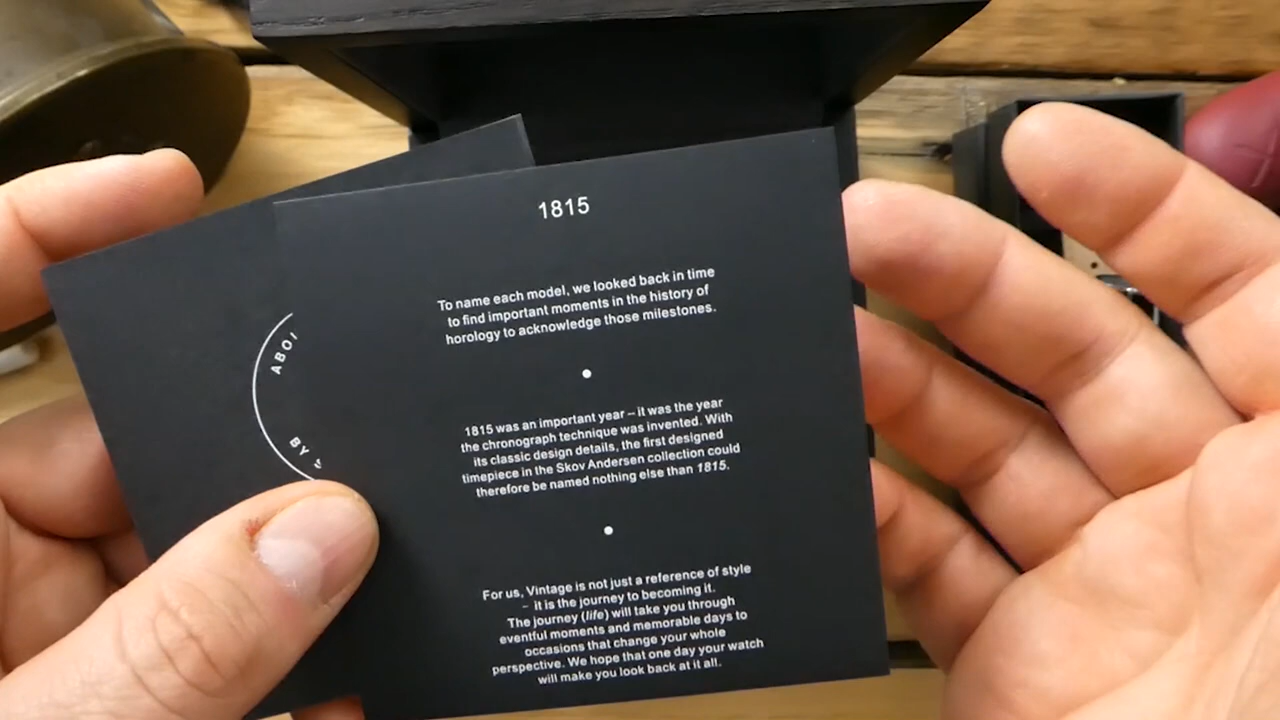 1815
To name each model, we looked back in time
to find important moments in the history of
horology to acknowledge those milestones.
1815 was an important year – it was the year
the chronograph technique was invented. With
its classic design details, the first designed
timepiece in the Skov Andersen collection could
therefore be named nothing else than 1815.
For us, Vintage is not just a reference of style
– it is the journey to becoming it.
The journey (life) will take you through
eventful moments and memorable days to
occasions that change your whole
perspective. We hope that one day your watch
will make you look back at it all.
BY